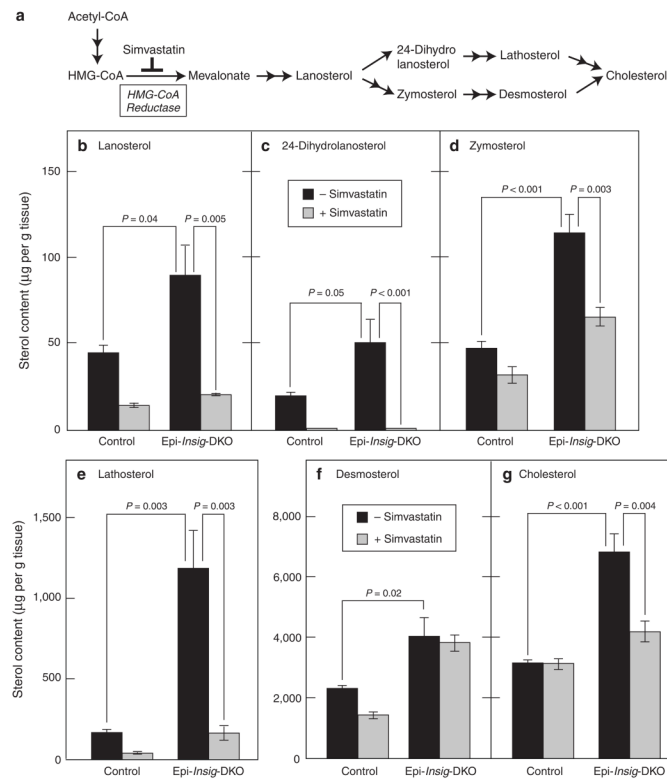 a
Acetyl-CoA
Simvastatin
HMG-CoA Mevalonate Lanosterol
HMG-CoA
Reductase
24-Dihydro
lanosterol Lathosterol
Zymosterol Desmosterol
Cholesterol
b Lanosterol
c 24-Dihydrolanosterol
d Zymosterol
Sterol content (µg per g tissue)
150
100
50
0
P = 0.04 P = 0.005
– Simvastatin
+ Simvastatin
P = 0.05 P < 0.001
P < 0.001 P = 0.003
Control Epi-Insig-DKO
Control Epi-Insig-DKO
Control Epi-Insig-DKO
e Lathosterol
Sterol content (µg per g tissue)
1,500
1,000
500
0
P = 0.003 P = 0.003
Control Epi-Insig-DKO
f Desmosterol
g Cholesterol
8,000
6,000
4,000
2,000
0
– Simvastatin
+ Simvastatin
P = 0.02
P < 0.001 P = 0.004
Control Epi-Insig-DKO
Control Epi-Insig-DKO